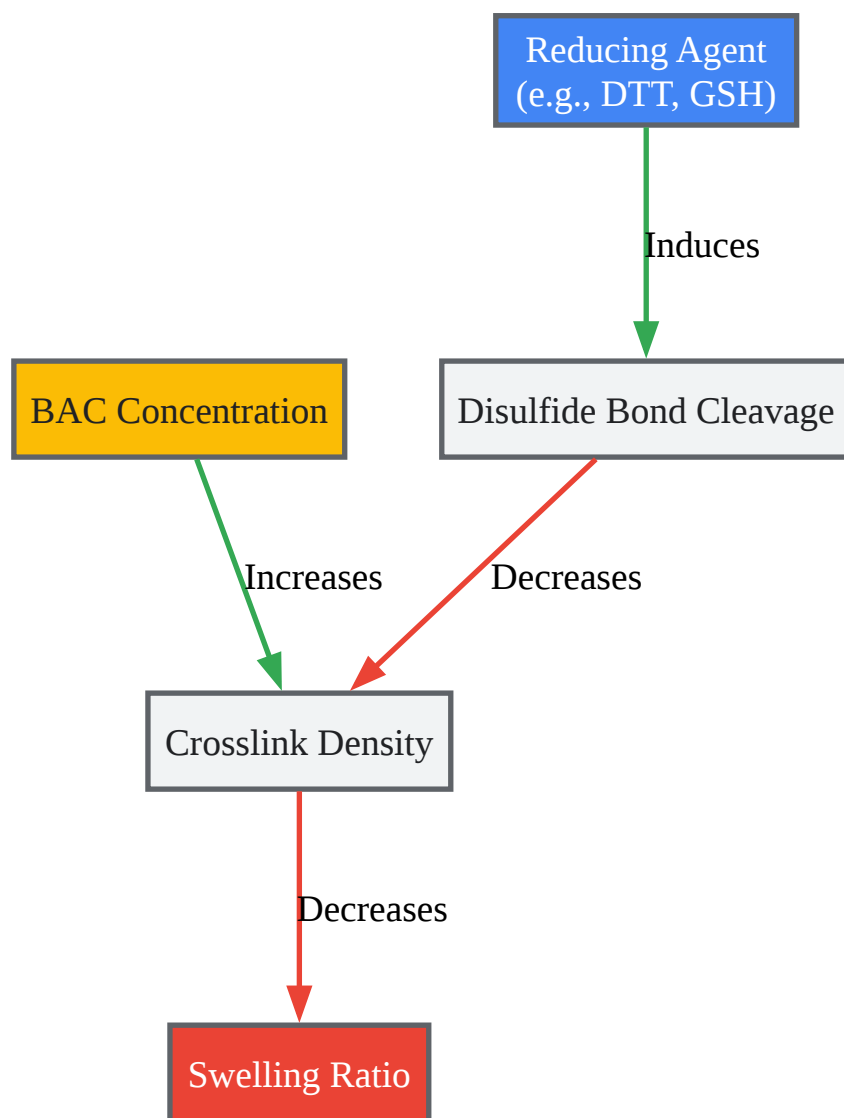 Reducing Agent
(e.g., DTT, GSH)
Induces
BAC Concentration
Disulfide Bond Cleavage
Increases
Decreases
Crosslink Density
Decreases
Swelling Ratio